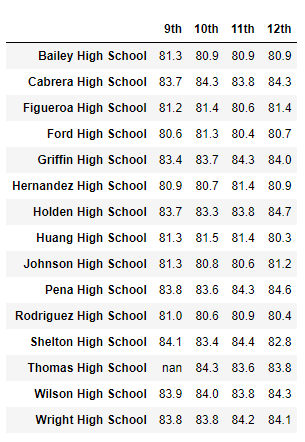 9th 10th 11th 12th
Bailey High School 81.3 80.9 80.9 80.9
Cabrera High School 83.7 84.3 83.8 84.3
Figueroa High School 81.2 81.4 80.6 81.4
Ford High School 80.6 81.3 80.4 80.7
Griffin High School 83.4 83.7 84.3 84.0
Hernandez High School 80.9 80.7 81.4 80.9
Holden High School 83.7 83.3 83.8 84.7
Huang High School 81.3 81.5 81.4 80.3
Johnson High School 81.3 80.8 80.6 81.2
Pena High School 83.8 83.6 84.3 84.6
Rodriguez High School 81.0 80.6 80.9 80.4
Shelton High School 84.1 83.4 84.4 82.8
Thomas High School nan 84.3 83.6 83.8
Wilson High School 83.9 84.0 83.8 84.3
Wright High School 83.8 83.8 84.2 84.1